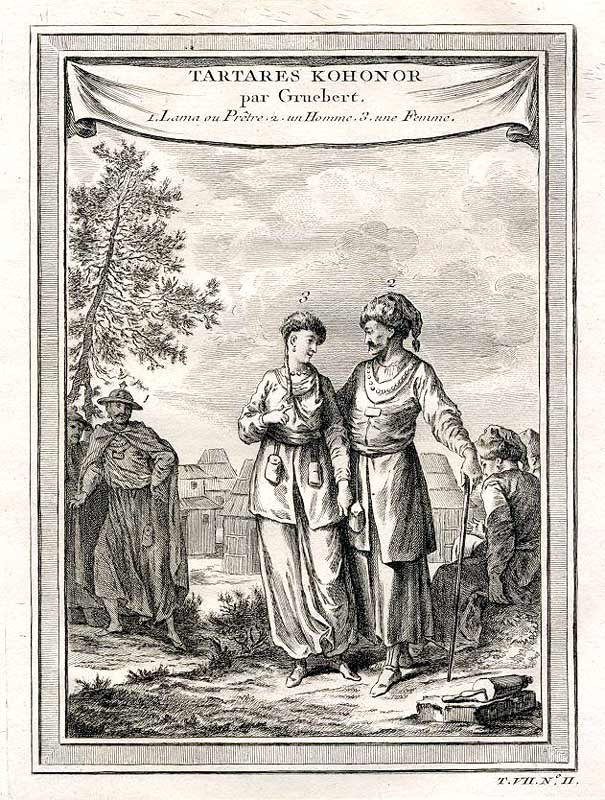 TARTARES KOHONOR
par Gruebert.
1. Lama ou Prêtre. 2. un Homme. 3. une Femme.
3
2
1
T. VII. N.º II.